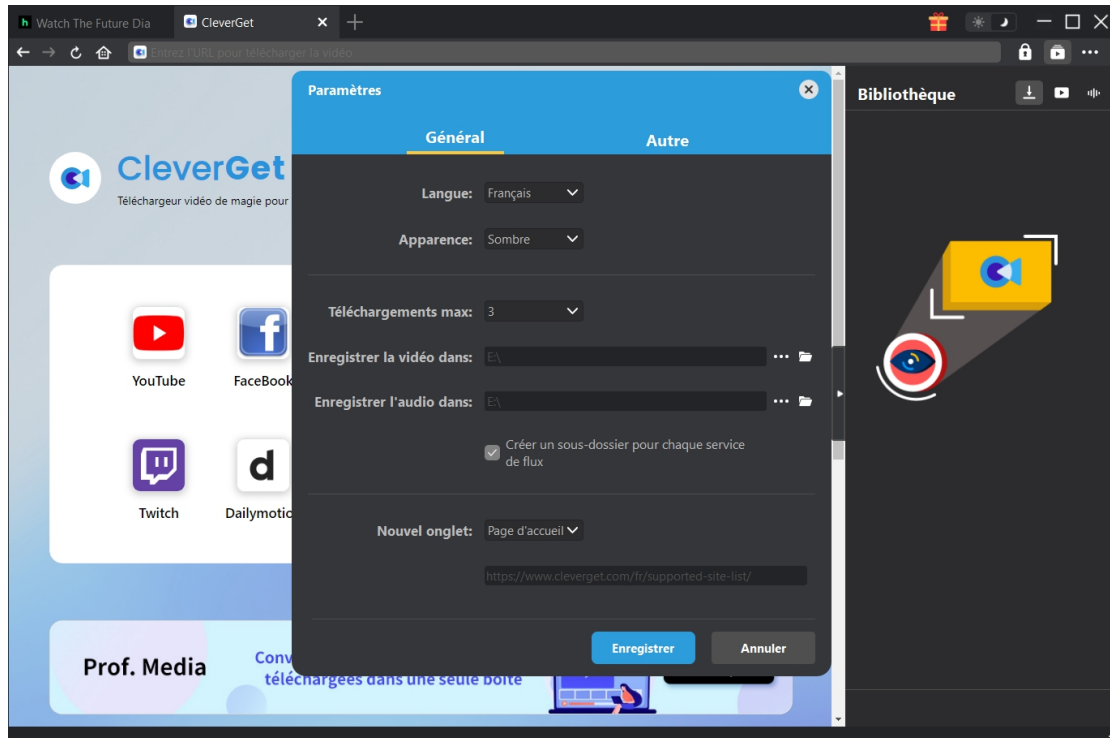 Watch The Future Dia
CleverGet
Entrez l'URL pour télécharger la vidéo
Paramètres
Général
Autre
Langue: Français
Apparence: Sombre
Téléchargements max: 3
Enregistrer la vidéo dans: E:\
Enregistrer l'audio dans: E:\
Créer un sous-dossier pour chaque service
de flux
Nouvel onglet: Page d'accueil
https://www.cleverget.com/fr/supported-site-list/
Enregistrer
Annuler
Bibliothèque
CleverGet
Téléchargeur vidéo de magie pour
YouTube
FaceBook
Twitch
Dailymotio
Prof. Media
Conv
téléchargées dans une seule boîte